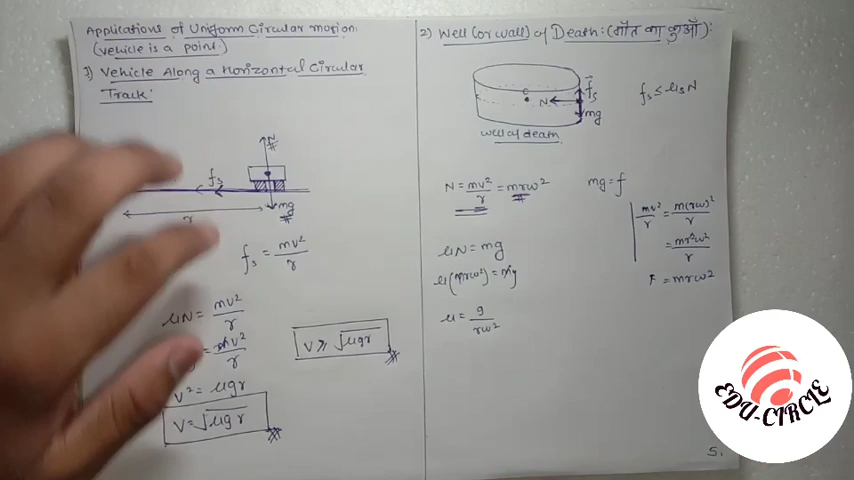 Applications of Uniform Circular motion
(vehicle is a point)
1) Vehicle Along a Horizontal Circular
Track:
N
fs
mg
r
fs = mv²/r
μN = mv²/r
= mv²/r
v² = μgr
v = √μgr
v ≥ √μgr
2) Well (or wall) of Death: (मौत का कुआँ):
C
N
fs
mg
fs ≤ μsN
well of death
N = mv²/r = mrω²
mg = f
mv²/r = m(rω)²/r
= mr²ω²/r
F = mrω²
μN = mg
μ(mrω²) = mg
μ = g/rω²
EDU-CIRCLE
5.